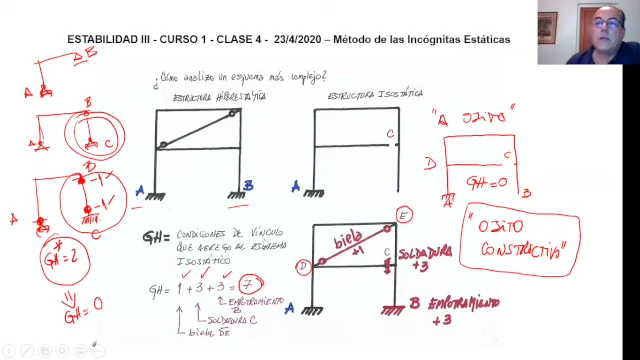 ESTABILIDAD III - CURSO 1 - CLASE 4 - 23/4/2020 – Método de las Incógnitas Estáticas
¿Cómo analizo un esquema más complejo?
ESTRUCTURA HIPERESTÁTICA
ESTRUCTURA ISOSTÁTICA
A
B
A
C
A
B
C
A
B
-1
-1
C
GH=2
GH=0
A
B
GH= CONDICIONES DE VÍNCULO
QUE AGREGO AL ESQUEMA
ISOSTÁTICO
GH = 1 + 3 + 3 = 7
EMPOTRAMIENTO
B
SOLDADURA C
biela DE
A
C
"A OJITO"
D
C
GH=0
A
B
"OJITO
CONSTRUCTIVO"
E
biela
+1
D
C
SOLDADURA
+3
A
B EMPOTRAMIENTO
+3
4